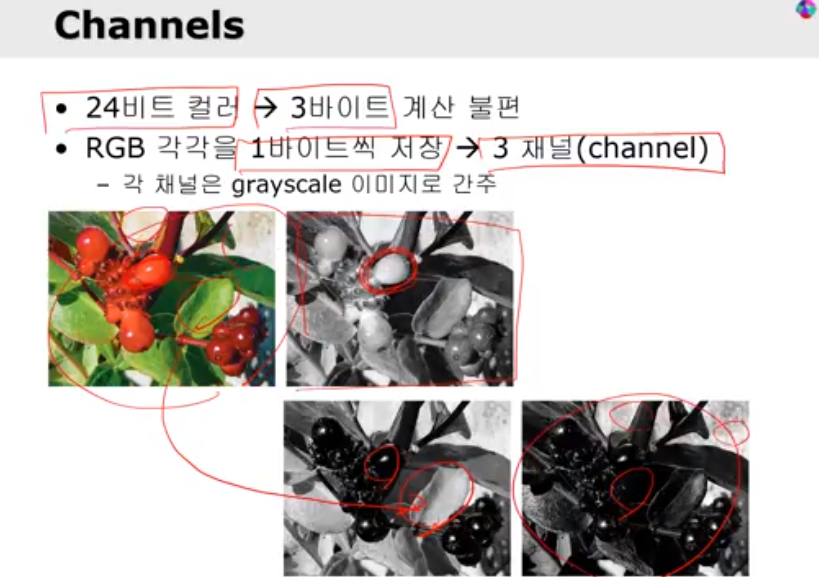 Channels
• 24비트 컬러 → 3바이트 계산 불편
• RGB 각각을 1바이트씩 저장 → 3 채널(channel)
– 각 채널은 grayscale 이미지로 간주